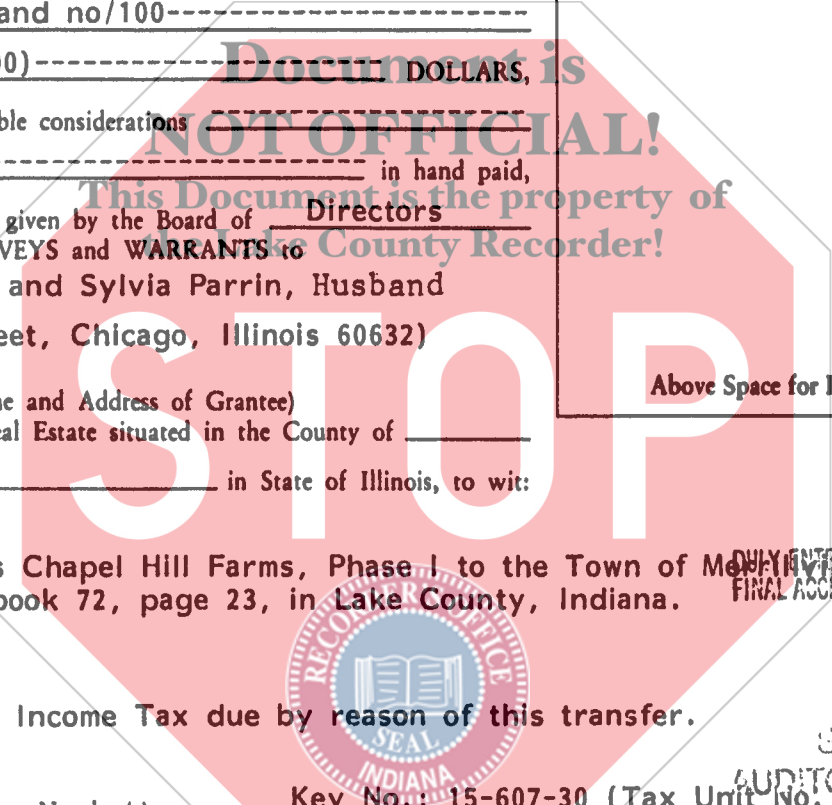 and no/100-----------------------------
00)----------------------------- DOLLARS,
Document is
ble considerations -------------------------
NOT OFFICIAL!
----------------------------- in hand paid,
This Document is the property of
given by the Board of Directors
the Lake County Recorder!
VEYS and WARRANTS to
and Sylvia Parrin, Husband
eet, Chicago, Illinois 60632)
STOP
Above Space for
e and Address of Grantee)
eal Estate situated in the County of
in State of Illinois, to wit:
s Chapel Hill Farms, Phase I to the Town of
DULY
book 72, page 23, in Lake County, Indiana.
FINAL
RECORDER'S OFFICE
Income Tax due by reason of this transfer.
SEAL
INDIANA
Key No.: 15-607-30 (Tax Unit No.